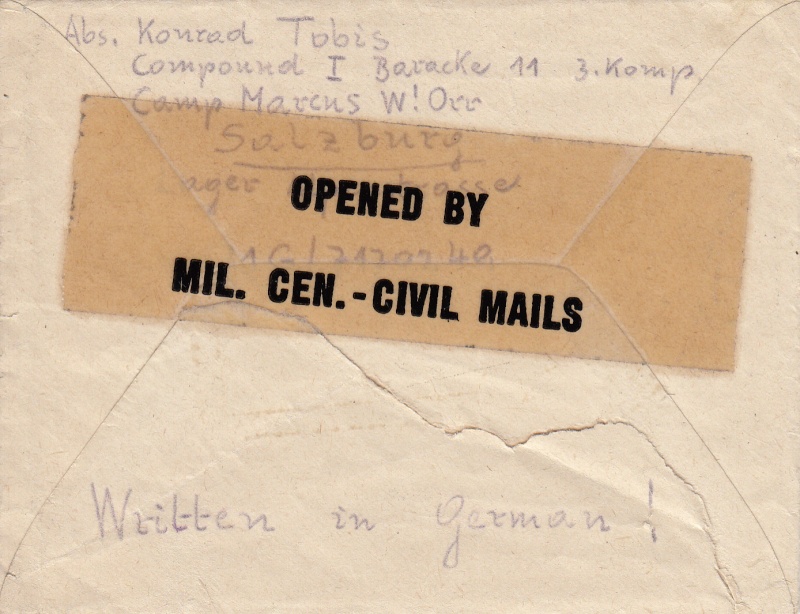 Abs. Konrad Tobis
Compound I Baracke 11 3. Komp.
Camp Marcus W! Orr
Salzburg
Lager
OPENED BY
MIL. CEN.-CIVIL MAILS
Written in German!